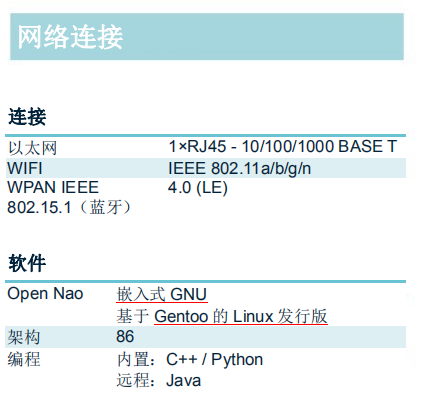 网络连接
连接
以太网 1×RJ45 - 10/100/1000 BASE T
WIFI IEEE 802.11a/b/g/n
WPAN IEEE 4.0 (LE)
802.15.1（蓝牙）
软件
Open Nao 嵌入式 GNU
基于 Gentoo 的 Linux 发行版
架构 86
编程 内置：C++ / Python
远程：Java